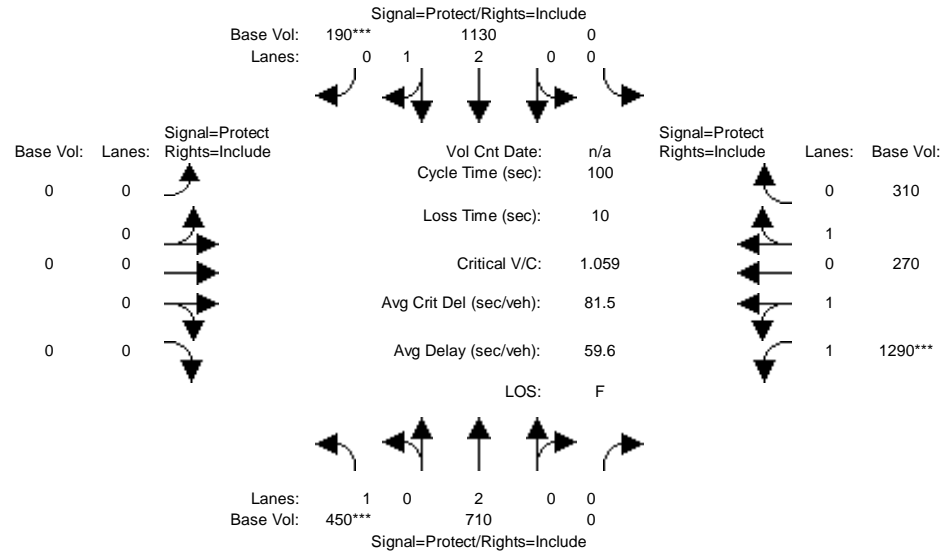 Signal=Protect/Rights=Include
Base Vol: 190*** 1130 0
Lanes: 0 1 2 0 0
Signal=Protect Signal=Protect
Base Vol: Lanes: Rights=Include Vol Cnt Date: n/a Rights=Include Lanes: Base Vol:
Cycle Time (sec): 100
0 0 0 310
Loss Time (sec): 10
0 1
0 0 Critical V/C: 1.059 0 270
0 Avg Crit Del (sec/veh): 81.5 1
0 0 Avg Delay (sec/veh): 59.6 1 1290***
LOS: F
Lanes: 1 0 2 0 0
Base Vol: 450*** 710 0
Signal=Protect/Rights=Include